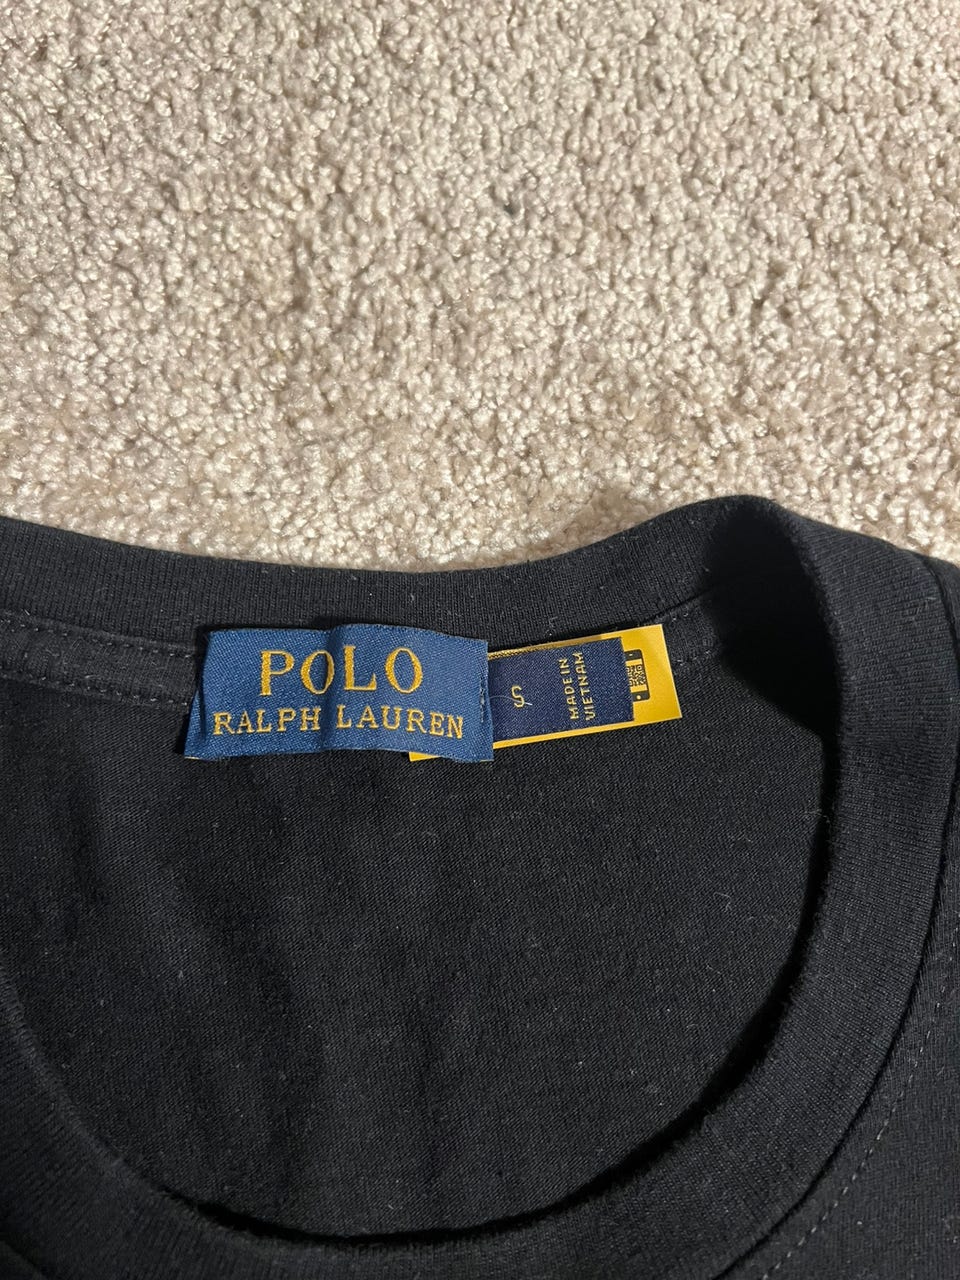 POLO
RALPH LAUREN
S
MADE IN
VIETNAM